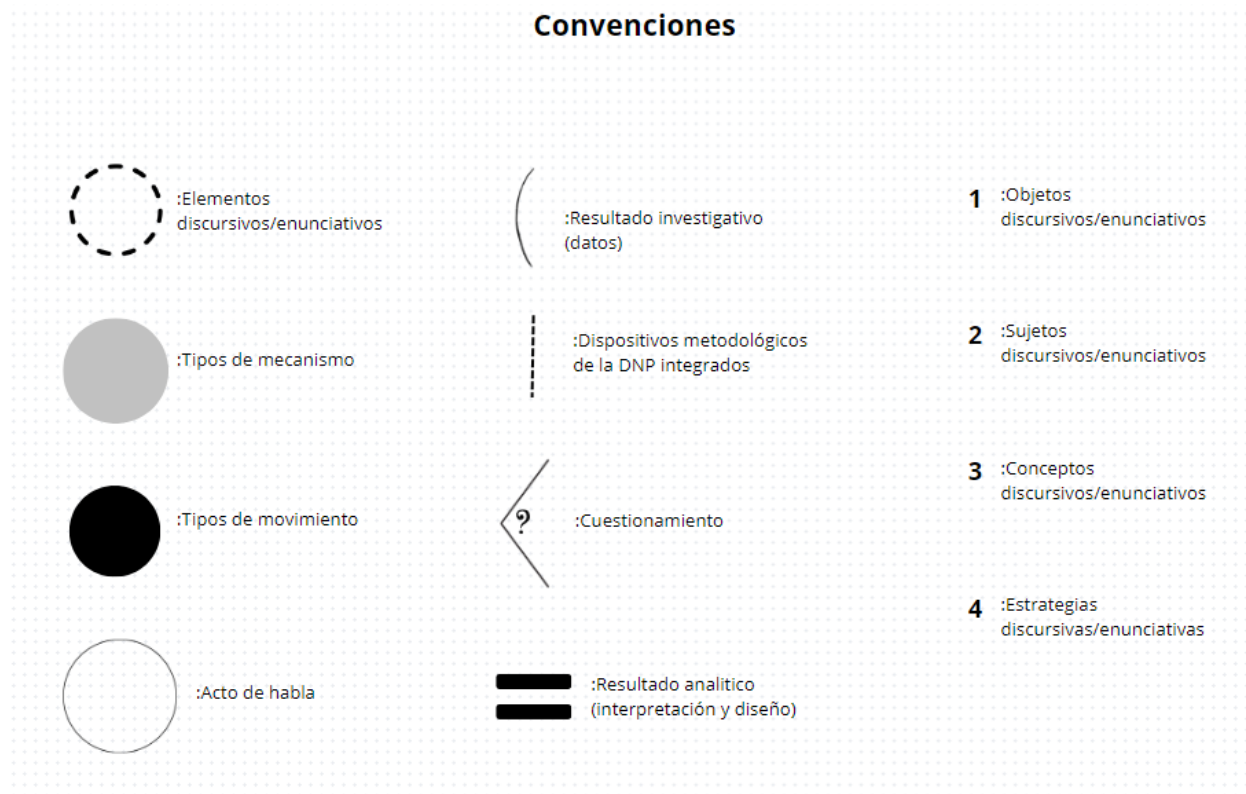 Convenciones
:Elementos
discursivos/enunciativos
:Tipos de mecanismo
:Tipos de movimiento
:Acto de habla
:Resultado investigativo
(datos)
:Dispositivos metodológicos
de la DNP integrados
?
:Cuestionamiento
:Resultado analitico
(interpretación y diseño)
1 :Objetos
discursivos/enunciativos
2 :Sujetos
discursivos/enunciativos
3 :Conceptos
discursivos/enunciativos
4 :Estrategias
discursivas/enunciativas